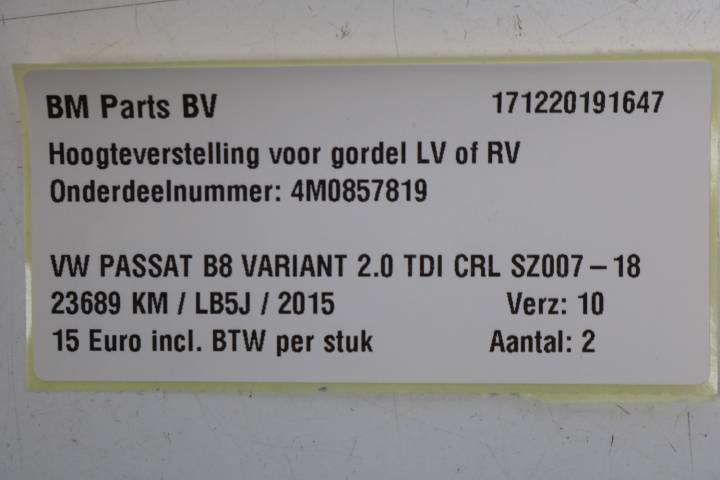 BM Parts BV 171220191647
Hoogteverstelling voor gordel LV of RV
Onderdeelnummer: 4M0857819
VW PASSAT B8 VARIANT 2.0 TDI CRL SZ007 – 18
23689 KM / LB5J / 2015 Verz: 10
15 Euro incl. BTW per stuk Aantal: 2